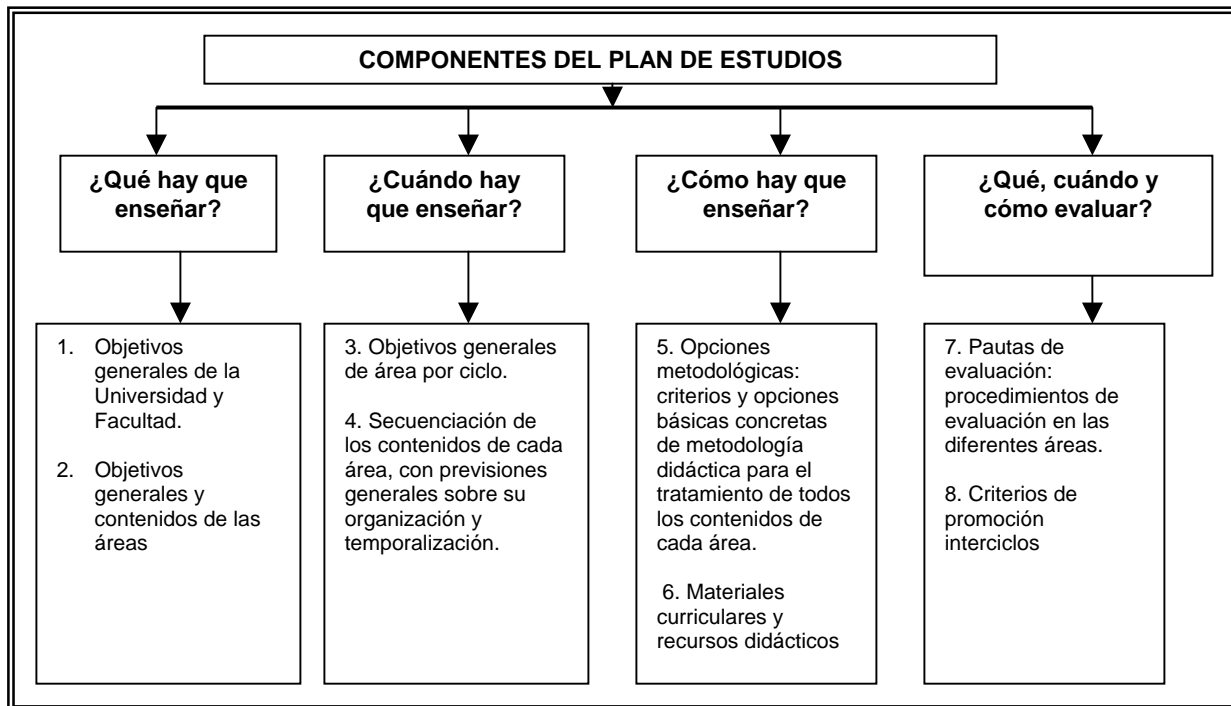 COMPONENTES DEL PLAN DE ESTUDIOS
¿Qué hay que
enseñar?
¿Cuándo hay
que enseñar?
¿Cómo hay que
enseñar?
¿Qué, cuándo y
cómo evaluar?
1. Objetivos
generales de la
Universidad y
Facultad.
2. Objetivos
generales y
contenidos de las
áreas
3. Objetivos generales
de área por ciclo.
4. Secuenciación de
los contenidos de cada
área, con previsiones
generales sobre su
organización y
temporalización.
5. Opciones
metodológicas:
criterios y opciones
básicas concretas
de metodología
didáctica para el
tratamiento de todos
los contenidos de
cada área.
6. Materiales
curriculares y
recursos didácticos
7. Pautas de
evaluación:
procedimientos de
evaluación en las
diferentes áreas.
8. Criterios de
promoción
interciclos